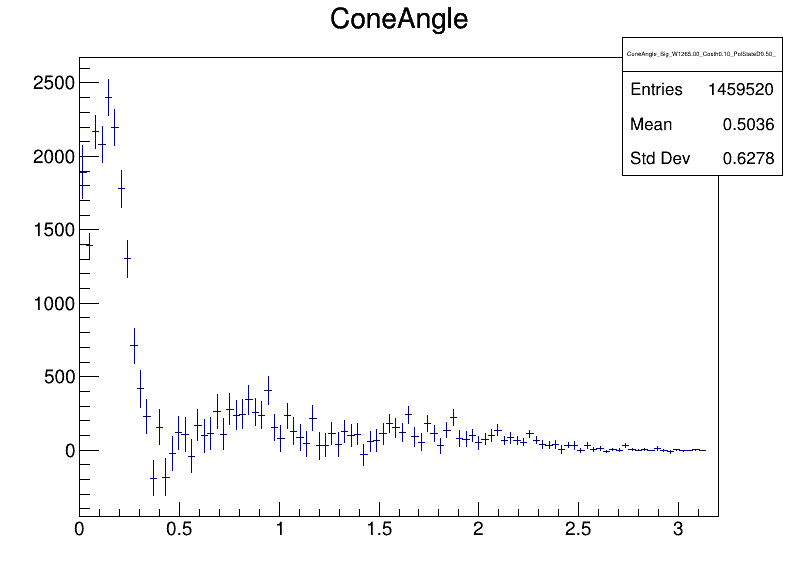 ConeAngle
ConeAngle_Sig_W1265.00_Costh0.10_PolStateD0.50_
Entries 1459520
Mean 0.5036
Std Dev 0.6278
2500
2000
1500
1000
500
0
0 0.5 1 1.5 2 2.5 3